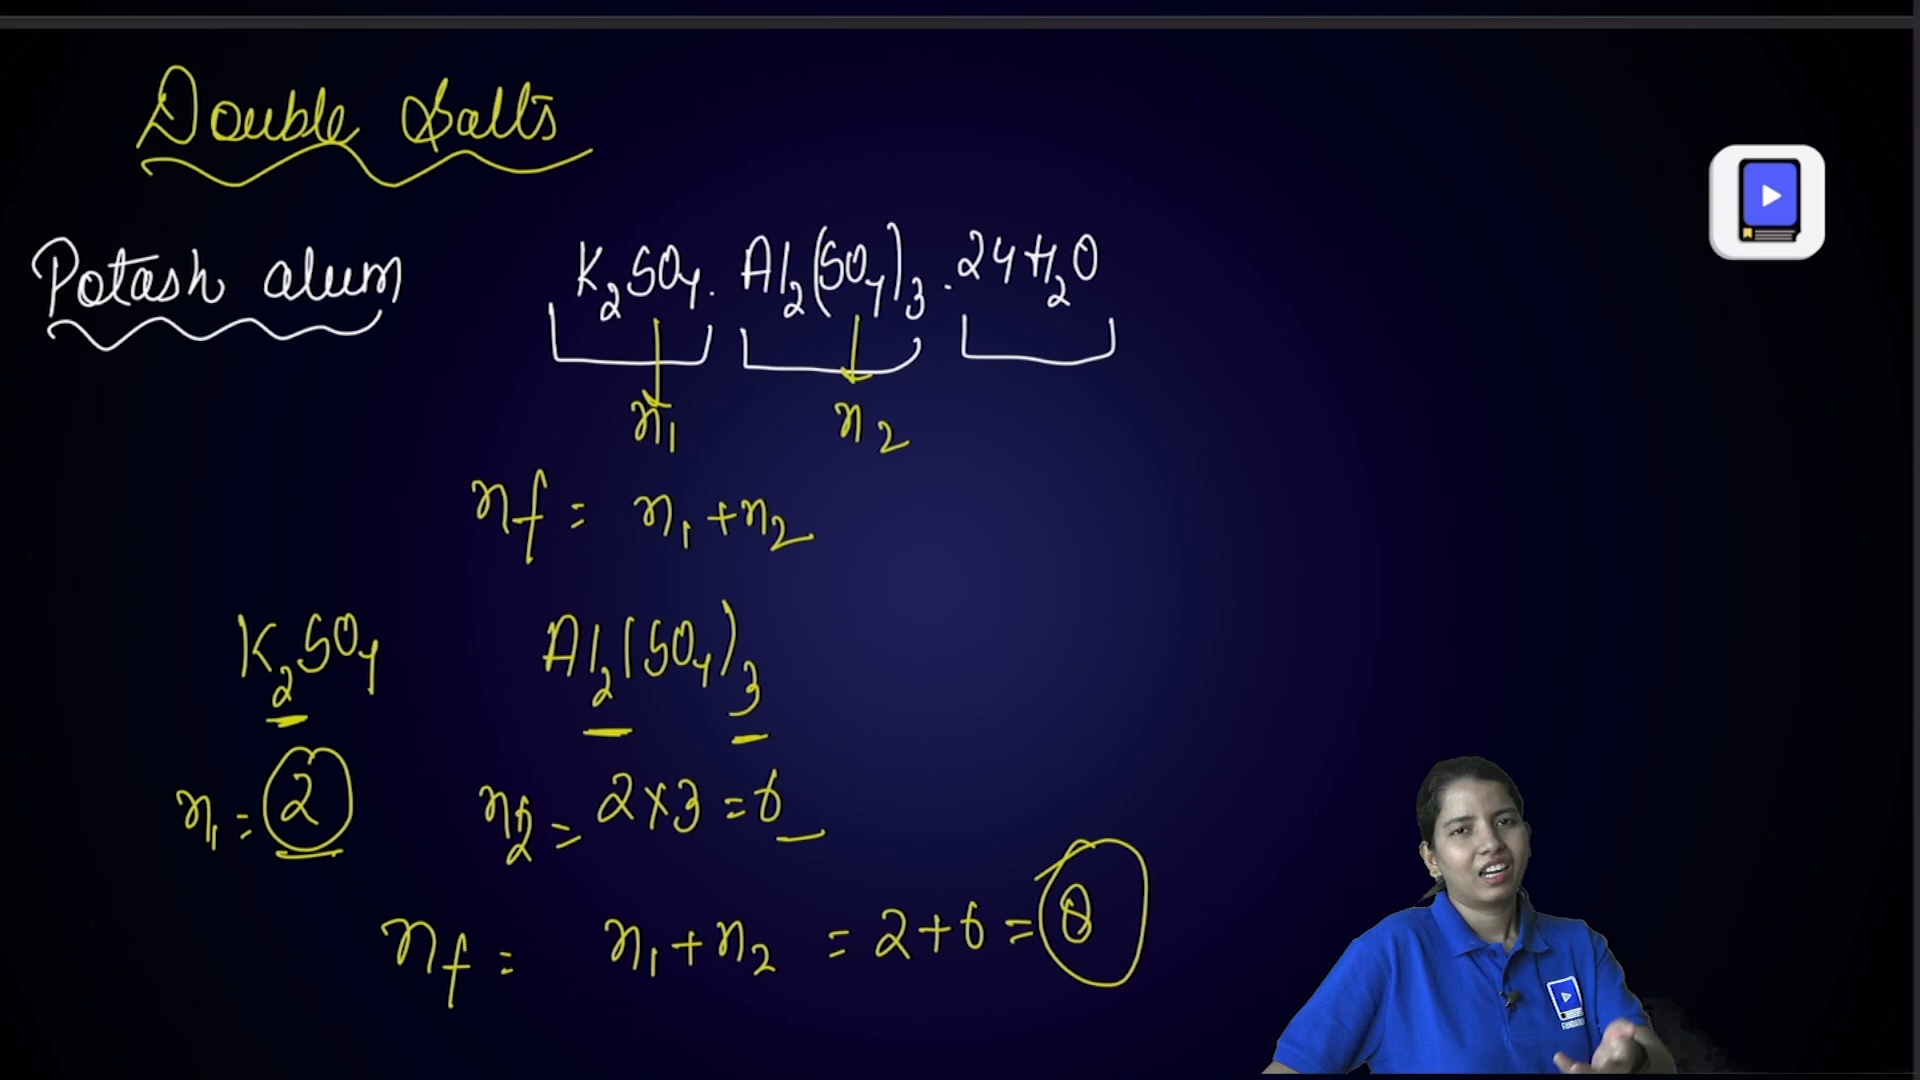 Double Salts
Potash alum K₂SO₄. Al₂(SO₄)₃ . 24H₂O
n₁ n₂
nf = n₁ + n₂
K₂SO₄ Al₂(SO₄)₃
n₁ = 2 n₂ = 2×3 = 6
nf = n₁ + n₂ = 2+6 = 8